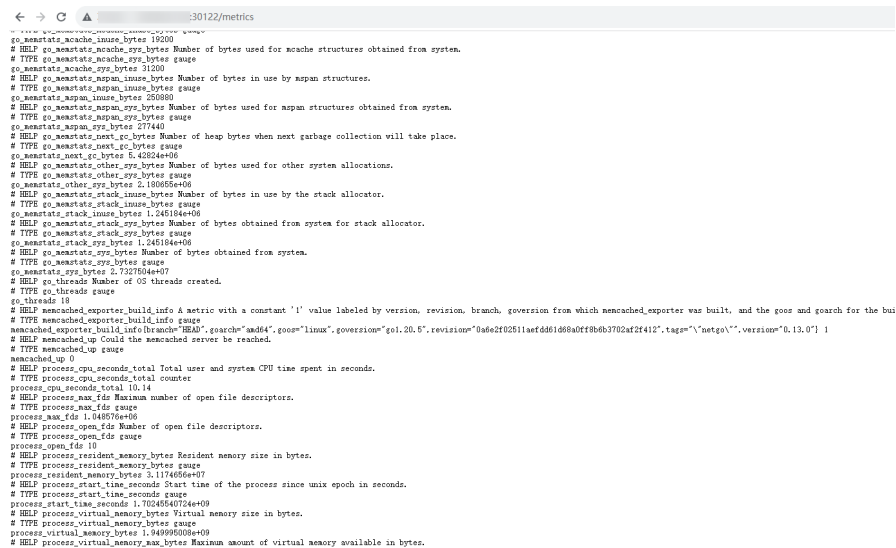 :30122/metrics
go_memstats_mcache_inuse_bytes 19200
# HELP go_memstats_mcache_sys_bytes Number of bytes used for mcache structures obtained from system.
# TYPE go_memstats_mcache_sys_bytes gauge
go_memstats_mcache_sys_bytes 31200
# HELP go_memstats_mspan_inuse_bytes Number of bytes in use by mspan structures.
# TYPE go_memstats_mspan_inuse_bytes gauge
go_memstats_mspan_inuse_bytes 250880
# HELP go_memstats_mspan_sys_bytes Number of bytes used for mspan structures obtained from system.
# TYPE go_memstats_mspan_sys_bytes gauge
go_memstats_mspan_sys_bytes 277440
# HELP go_memstats_next_gc_bytes Number of heap bytes when next garbage collection will take place.
# TYPE go_memstats_next_gc_bytes gauge
go_memstats_next_gc_bytes 5.42824e+06
# HELP go_memstats_other_sys_bytes Number of bytes used for other system allocations.
# TYPE go_memstats_other_sys_bytes gauge
go_memstats_other_sys_bytes 2.180655e+06
# HELP go_memstats_stack_inuse_bytes Number of bytes in use by the stack allocator.
# TYPE go_memstats_stack_inuse_bytes gauge
go_memstats_stack_inuse_bytes 1.245184e+06
# HELP go_memstats_stack_sys_bytes Number of bytes obtained from system for stack allocator.
# TYPE go_memstats_stack_sys_bytes gauge
go_memstats_stack_sys_bytes 1.245184e+06
# HELP go_memstats_sys_bytes Number of bytes obtained from system.
# TYPE go_memstats_sys_bytes gauge
go_memstats_sys_bytes 2.7327504e+07
# HELP go_threads Number of OS threads created.
# TYPE go_threads gauge
go_threads 18
# HELP memcached_exporter_build_info A metric with a constant '1' value labeled by version, revision, branch, goversion from which memcached_exporter was built, and the goos and goarch for the bui
# TYPE memcached_exporter_build_info gauge
memcached_exporter_build_info{branch="HEAD",goarch="amd64",goos="linux",goversion="go1.20.5",revision="0a6e2f02511aefdd61d68a0ff8b6b3702af2f412",tags="\"netgo\"",version="0.13.0"} 1
# HELP memcached_up Could the memcached server be reached.
# TYPE memcached_up gauge
memcached_up 0
# HELP process_cpu_seconds_total Total user and system CPU time spent in seconds.
# TYPE process_cpu_seconds_total counter
process_cpu_seconds_total 10.14
# HELP process_max_fds Maximum number of open file descriptors.
# TYPE process_max_fds gauge
process_max_fds 1.048576e+06
# HELP process_open_fds Number of open file descriptors.
# TYPE process_open_fds gauge
process_open_fds 10
# HELP process_resident_memory_bytes Resident memory size in bytes.
# TYPE process_resident_memory_bytes gauge
process_resident_memory_bytes 3.1174656e+07
# HELP process_start_time_seconds Start time of the process since unix epoch in seconds.
# TYPE process_start_time_seconds gauge
process_start_time_seconds 1.70245540724e+09
# HELP process_virtual_memory_bytes Virtual memory size in bytes.
# TYPE process_virtual_memory_bytes gauge
process_virtual_memory_bytes 1.949995008e+09
# HELP process_virtual_memory_max_bytes Maximum amount of virtual memory available in bytes.